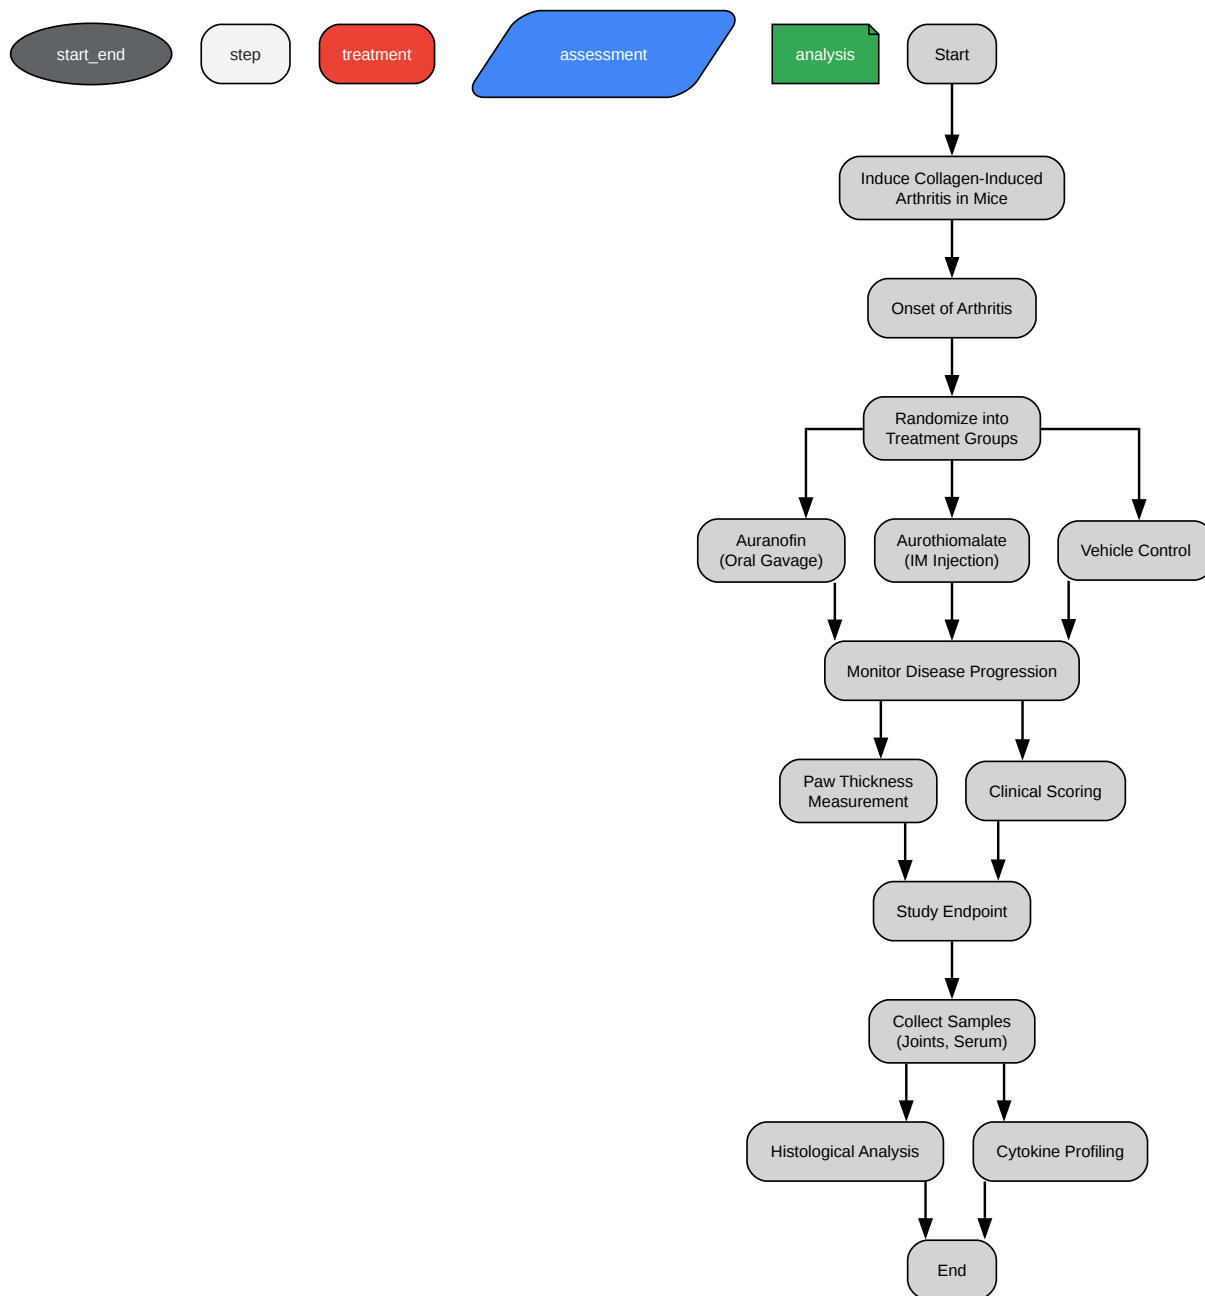 start_end
step
treatment
assessment
analysis
Start
Induce Collagen-Induced
Arthritis in Mice
Onset of Arthritis
Randomize into
Treatment Groups
Auranofin
(Oral Gavage)
Aurothiomalate
(IM Injection)
Vehicle Control
Monitor Disease Progression
Paw Thickness
Measurement
Clinical Scoring
Study Endpoint
Collect Samples
(Joints, Serum)
Histological Analysis
Cytokine Profiling
End